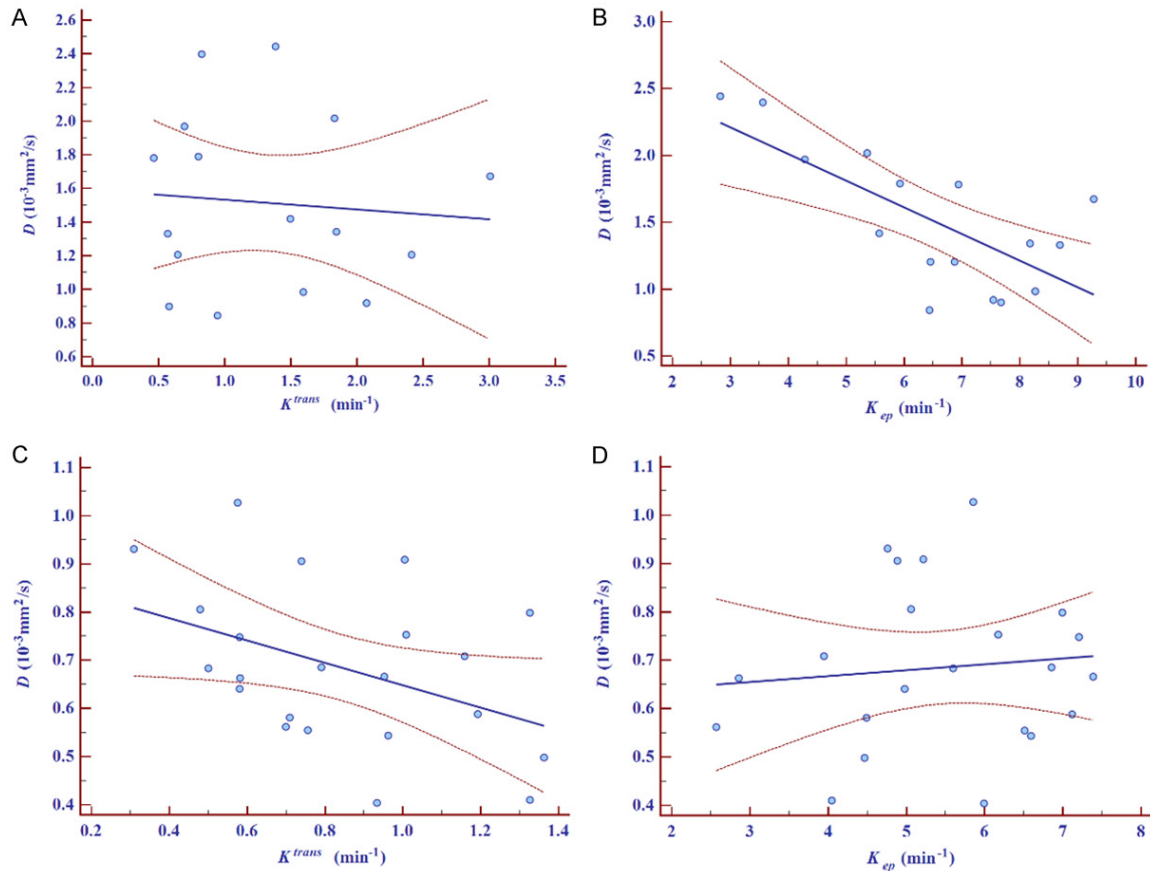 A
2.6
2.4
2.2
2.0
1.8
1.6
1.4
1.2
1.0
0.8
0.6
D (10-3mm2/s)
0.0 0.5 1.0 1.5 2.0 2.5 3.0 3.5
Ktrans (min-1)
B
3.0
2.5
2.0
1.5
1.0
0.5
D (10-3mm2/s)
2 3 4 5 6 7 8 9 10
Kep (min-1)
C
1.1
1.0
0.9
0.8
0.7
0.6
0.5
0.4
D (10-3mm2/s)
0.2 0.4 0.6 0.8 1.0 1.2 1.4
Ktrans (min-1)
D
1.1
1.0
0.9
0.8
0.7
0.6
0.5
0.4
D (10-3mm2/s)
2 3 4 5 6 7 8
Kep (min-1)